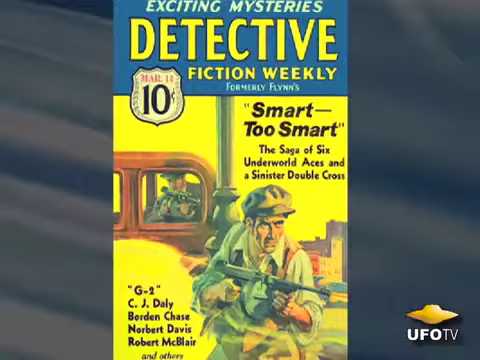 EXCITING MYSTERIES
DETECTIVE
FICTION WEEKLY
FORMERLY FLYNN'S
MAR. 14
10¢
"Smart—
Too Smart"
The Saga of Six
Underworld Aces and
a Sinister Double Cross
"G-2"
C. J. Daly
Borden Chase
Norbert Davis
Robert McBlair
and others
UFOTV